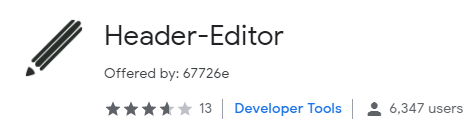 Header-Editor
Offered by: 67726e
13 Developer Tools 6,347 users